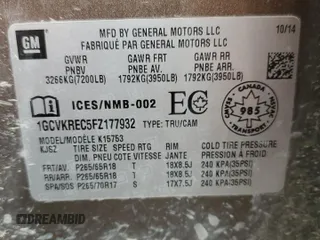 GM
MFD BY GENERAL MOTORS LLC
10/14
FABRIQUÉ PAR GENERAL MOTORS LLC
GVWR GAWR FRT GAWR RR
PNBV PNBE AV. PNBE ARR.
3266KG(7200LB) 1792KG(3950LB) 1792KG(3950LB)
ICES/NMB-002 EC
CANADA
985
1GCVKREC5FZ177932 TYPE: TRU/CAM
MODEL/MODÈLE K15753
TIRE SIZE SPEED RTG RIM COLD TIRE PRESSURE
DIM. PNEU COTE VITESSE JANTE PRESSION À FROID
FRT/AV. P265/65R18 T 18X8.5J 240 KPA(35PSI)
RR/ARR. P265/65R18 T 18X8.5J 240 KPA(35PSI)
SPA/SOS P265/70R17 S 17X7.5J 240 KPA(35PSI)
DREAMBID